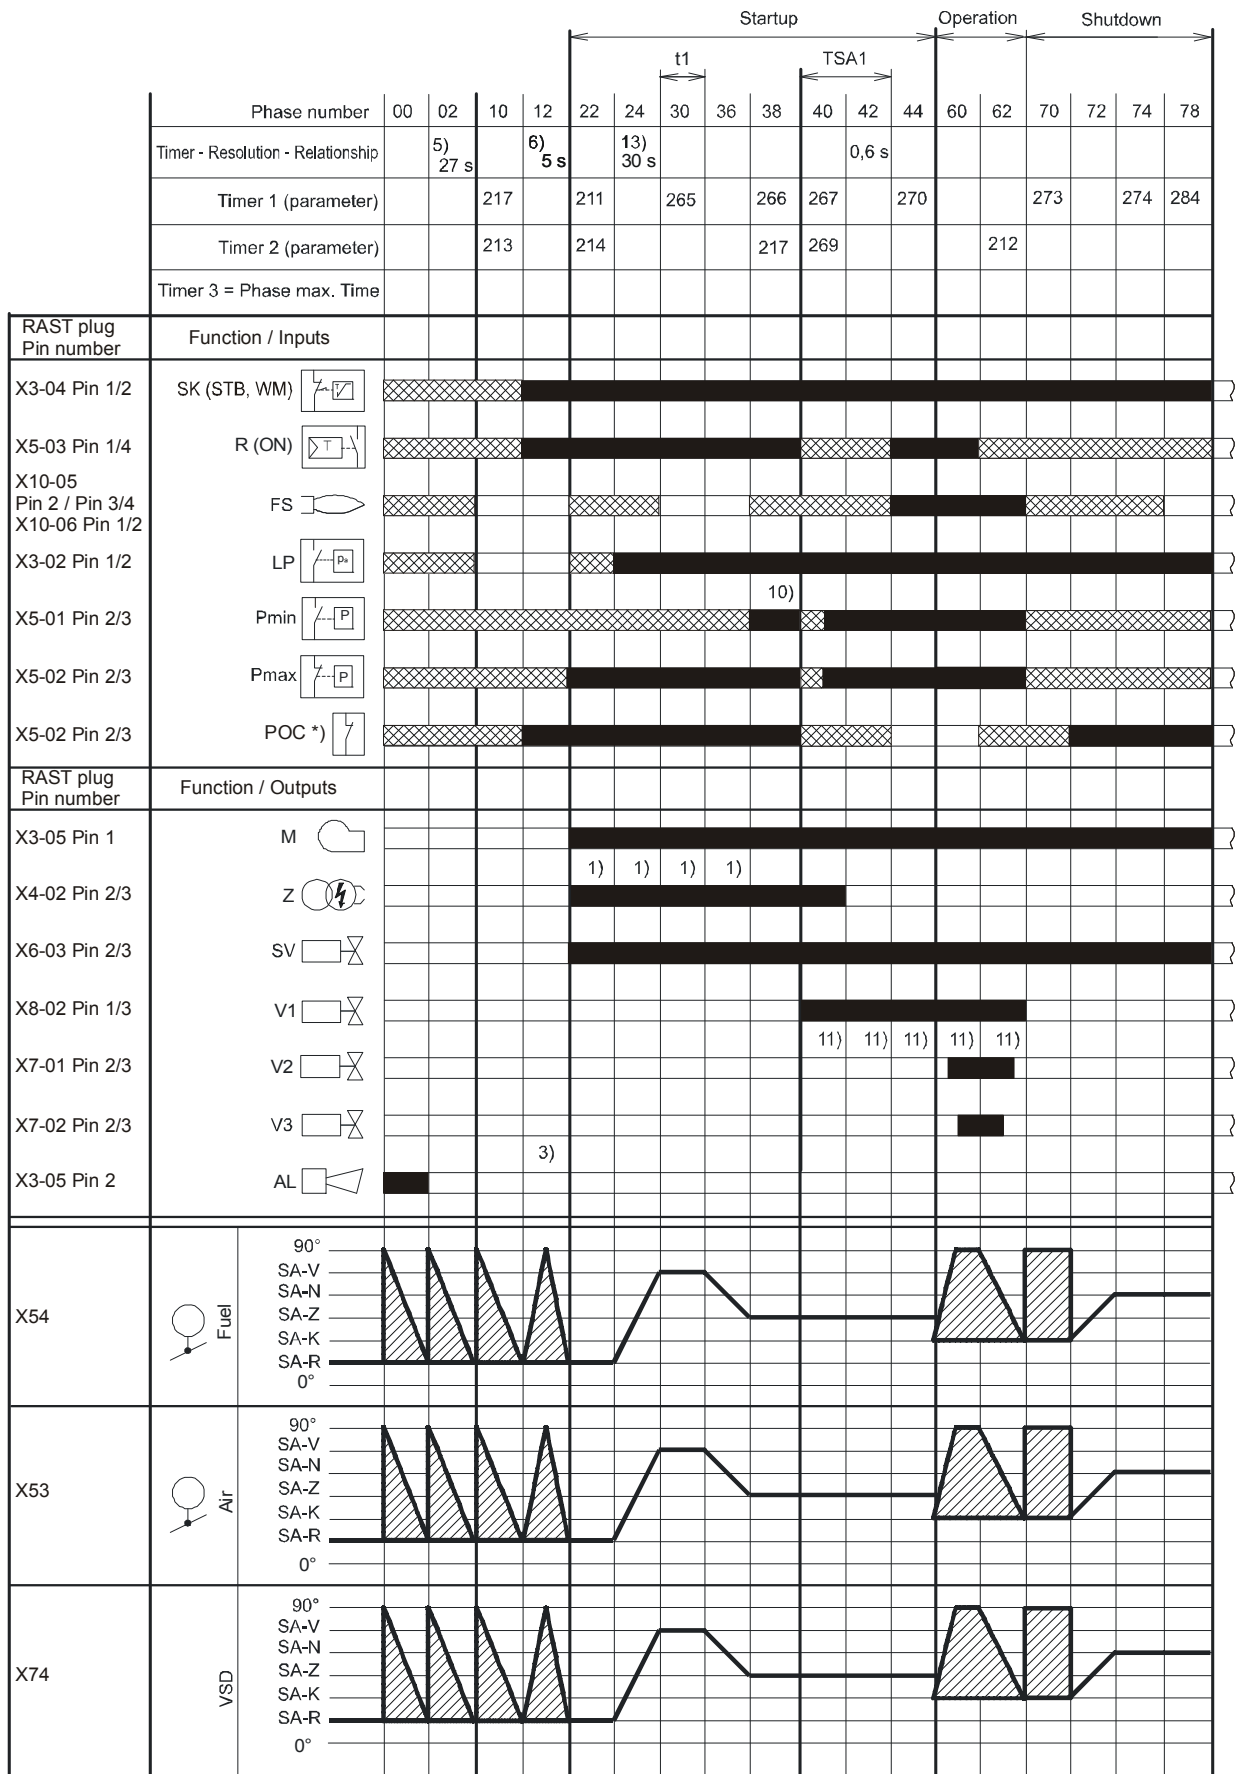 Startup Operation Shutdown
t1 TSA1
Phase number 00 02 10 12 22 24 30 36 38 40 42 44 60 62 70 72 74 78
Timer - Resolution - Relationship 5) 27 s 6) 5 s 13) 30 s 0,6 s
Timer 1 (parameter) 217 211 265 266 267 270 273 274 284
Timer 2 (parameter) 213 214 217 269 212
Timer 3 = Phase max. Time
RAST plug
Pin number
Function / Inputs
X3-04 Pin 1/2 SK (STB, WM)
X5-03 Pin 1/4 R (ON) T
X10-05
Pin 2 / Pin 3/4
X10-06 Pin 1/2
FS
X3-02 Pin 1/2 LP
10)
X5-01 Pin 2/3 Pmin P
X5-02 Pin 2/3 Pmax P
X5-02 Pin 2/3 POC *)
RAST plug
Pin number
Function / Outputs
X3-05 Pin 1 M
1) 1) 1) 1)
X4-02 Pin 2/3 Z
X6-03 Pin 2/3 SV
X8-02 Pin 1/3 V1
11) 11) 11) 11) 11)
X7-01 Pin 2/3 V2
X7-02 Pin 2/3 V3
3)
X3-05 Pin 2 AL
X54
Fuel
90°
SA-V
SA-N
SA-Z
SA-K
SA-R
0°
X53
Air
90°
SA-V
SA-N
SA-Z
SA-K
SA-R
0°
X74
VSD
90°
SA-V
SA-N
SA-Z
SA-K
SA-R
0°